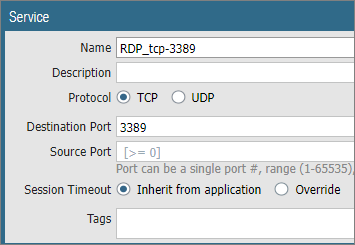 Service
Name RDP_tcp-3389
Description
Protocol TCP UDP
Destination Port 3389
Source Port [>= 0]
Port can be a single port #, range (1-65535),
Session Timeout Inherit from application Override
Tags